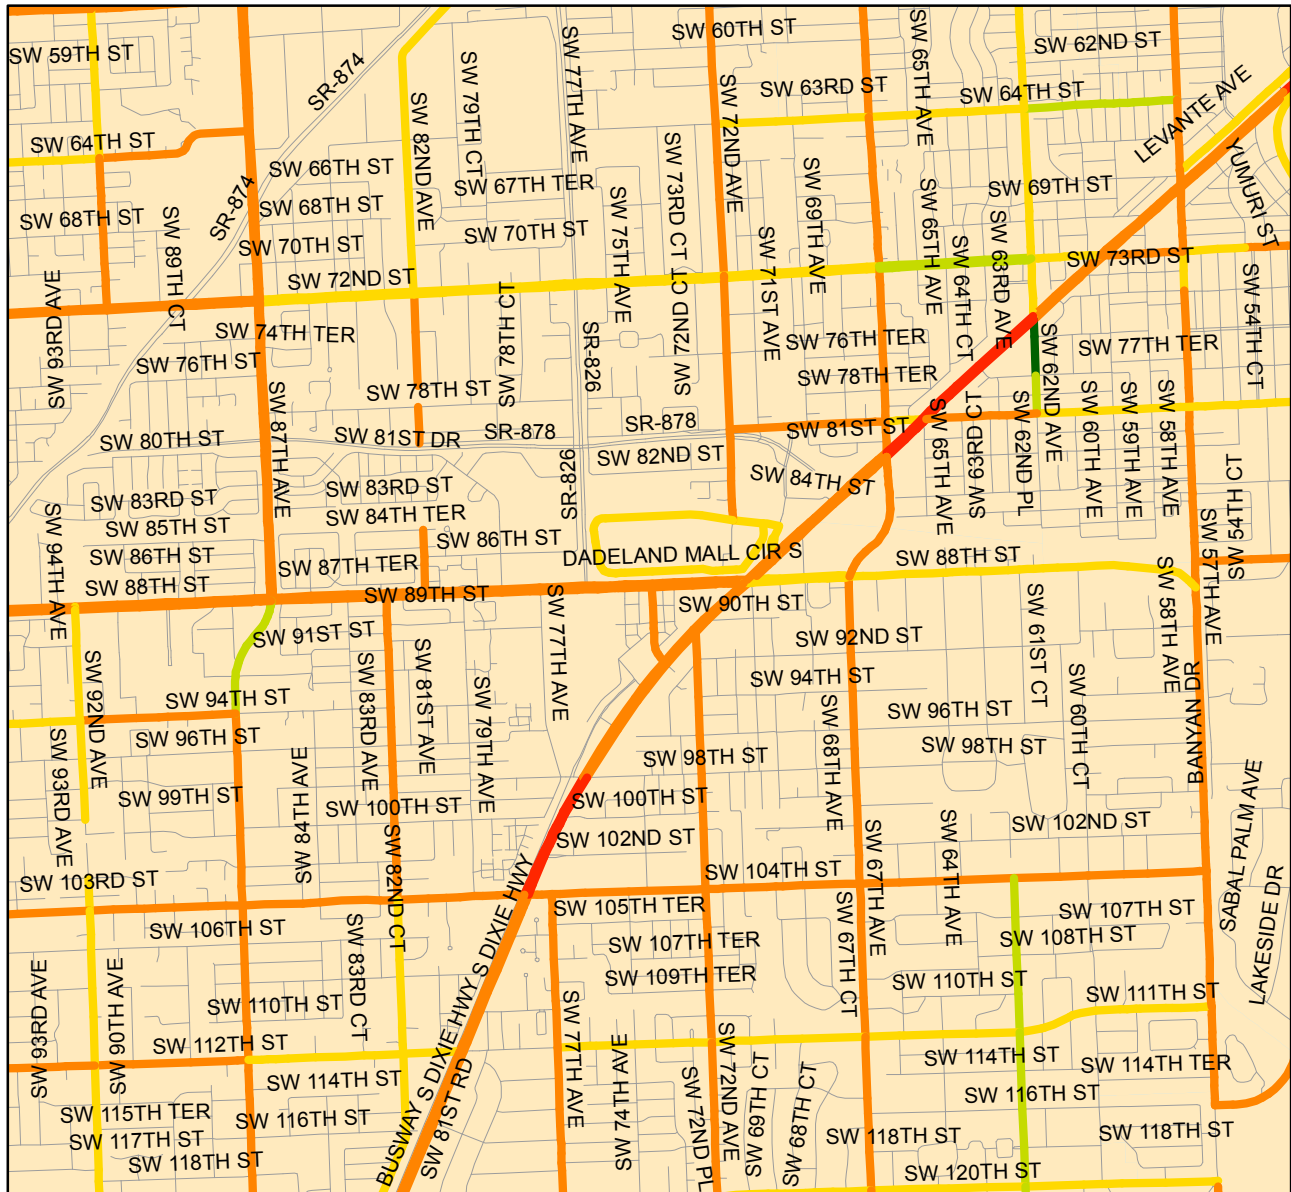 SW 60TH ST
SW 59TH ST
SW 62ND ST
SR-874
SW 79TH CT
SW 77TH AVE
SW 65TH AVE
SW 63RD ST
SW 64TH ST
LEVANTE AVE
SW 72ND AVE
SW 82ND AVE
SW 64TH ST
SW 66TH ST
SW 67TH TER
SW 73RD CT
SW 69TH AVE
SW 69TH ST
YUMURI ST
SW 68TH ST
SW 89TH CT
SR-874
SW 68TH ST
SW 70TH ST
SW 70TH ST
SW 75TH AVE
SW 71ST AVE
SW 65TH AVE
SW 64TH CT
SW 63RD AVE
SW 73RD ST
SW 72ND ST
SW 93RD AVE
SW 78TH CT
SW 72ND CT
SW 54TH CT
SW 74TH TER
SR-826
SW 76TH TER
SW 62ND AVE
SW 77TH TER
SW 76TH ST
SW 78TH ST
SW 78TH TER
SW 87TH AVE
SW 80TH ST
SW 81ST DR
SR-878
SR-878
SW 81ST ST
SW 65TH AVE
SW 63RD CT
SW 62ND PL
SW 60TH AVE
SW 59TH AVE
SW 58TH AVE
SW 82ND ST
SR-826
SW 84TH ST
SW 54TH CT
SW 83RD ST
SW 83RD ST
SW 94TH AVE
SW 85TH ST
SW 84TH TER
SW 86TH ST
SW 57TH AVE
SW 86TH ST
DADELAND MALL CIR S
SW 88TH ST
SW 87TH TER
SW 88TH ST
SW 89TH ST
SW 90TH ST
SW 58TH AVE
SW 77TH AVE
SW 61ST CT
SW 91ST ST
SW 92ND ST
SW 92ND AVE
SW 83RD AVE
SW 81ST AVE
SW 79TH AVE
SW 94TH ST
SW 60TH CT
BANYAN DR
SW 94TH ST
SW 68TH AVE
SW 96TH ST
SW 96TH ST
SW 93RD AVE
SW 98TH ST
SW 98TH ST
SW 84TH AVE
SW 99TH ST
SW 100TH ST
SW 100TH ST
SABAL PALM AVE
SW 102ND ST
SW 102ND ST
SW 64TH AVE
SW 67TH AVE
SW 82ND CT
SW 103RD ST
SW 104TH ST
LAKESIDE DR
SW 105TH TER
SW 67TH CT
SW 107TH ST
SW 106TH ST
SW 83RD CT
SW 107TH TER
SW 108TH ST
SW 109TH TER
SW 110TH ST
SW 93RD AVE
SW 90TH AVE
SW 110TH ST
SW 77TH AVE
SW 111TH ST
BUSWAY S DIXIE HWY S DIXIE HWY
SW 112TH ST
SW 74TH AVE
SW 72ND AVE
SW 69TH CT
SW 68TH CT
SW 114TH ST
SW 114TH TER
SW 114TH ST
SW 81ST RD
SW 72ND PL
SW 116TH ST
SW 115TH TER
SW 116TH ST
SW 117TH ST
SW 118TH ST
SW 118TH ST
SW 118TH ST
SW 120TH ST